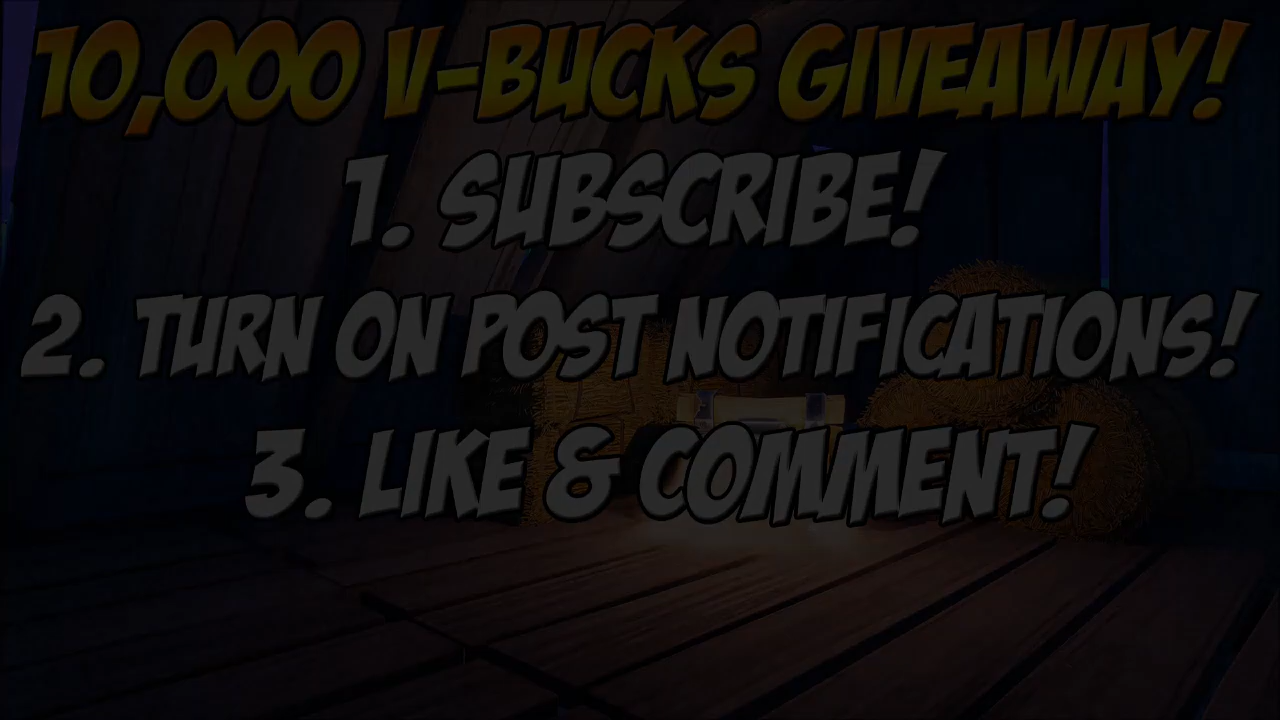 10,000 V-BUCKS GIVEAWAY!
1. SUBSCRIBE!
2. TURN ON POST NOTIFICATIONS!
3. LIKE & COMMENT!